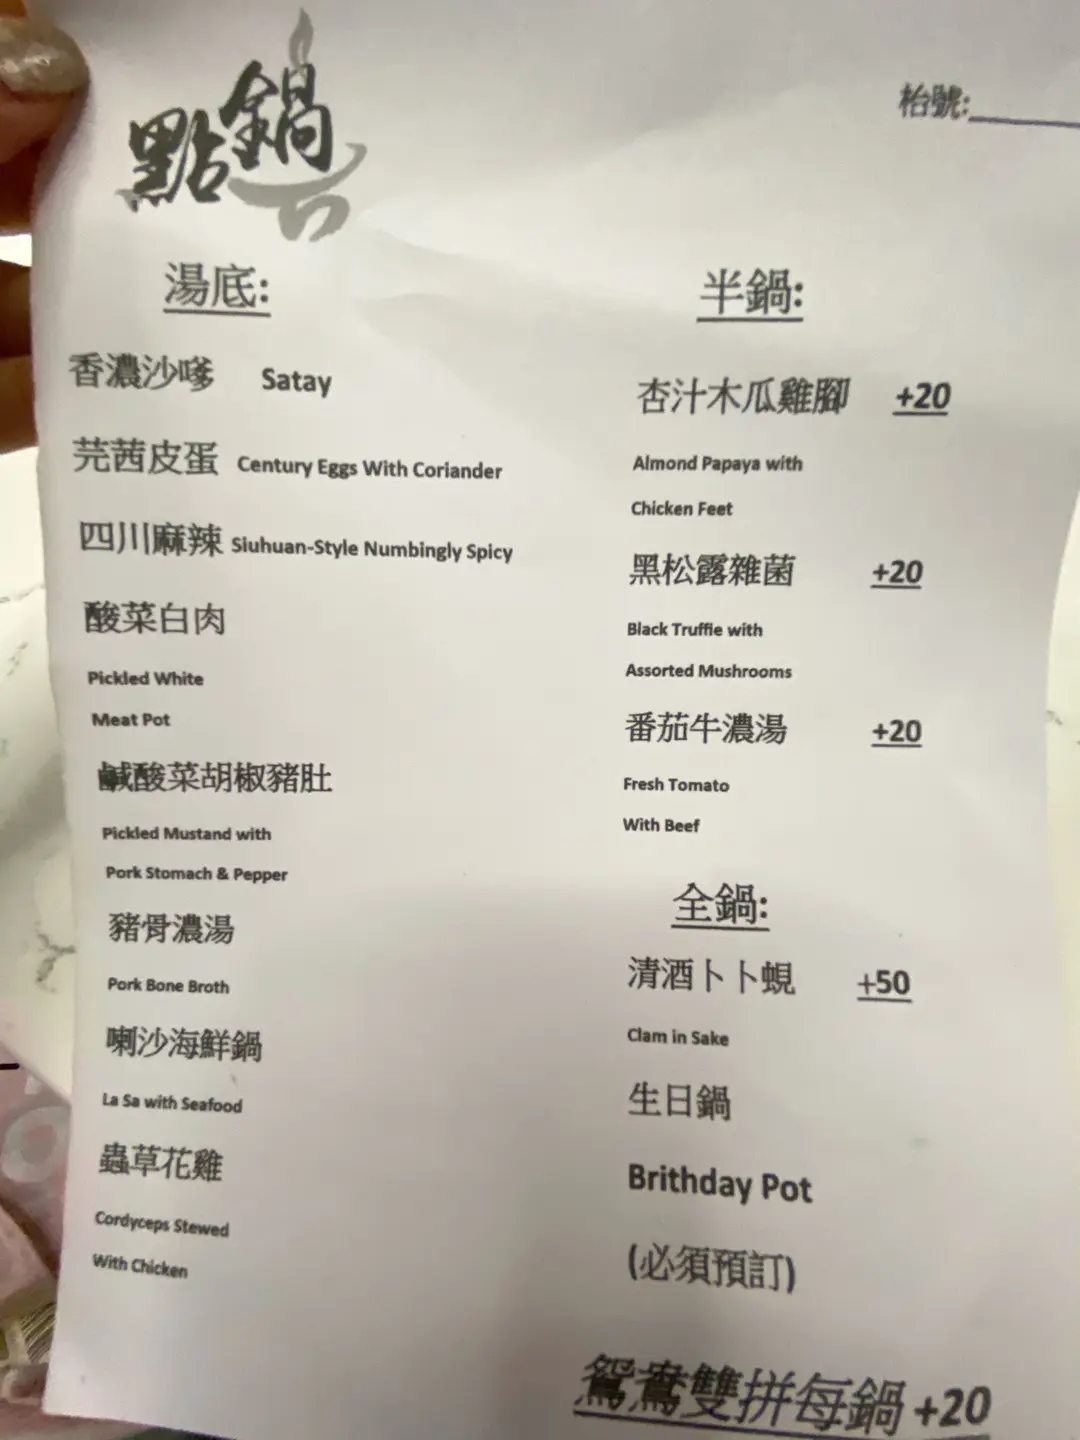 點鍋
枱號:
湯底:
香濃沙嗲 Satay
芫茜皮蛋 Century Eggs With Coriander
四川麻辣 Siuhuan-Style Numbingly Spicy
酸菜白肉
Pickled White
Meat Pot
鹹酸菜胡椒豬肚
Pickled Mustand with
Pork Stomach & Pepper
豬骨濃湯
Pork Bone Broth
喇沙海鮮鍋
La Sa with Seafood
蟲草花雞
Cordyceps Stewed
With Chicken
半鍋:
杏汁木瓜雞腳 +20
Almond Papaya with
Chicken Feet
黑松露雜菌 +20
Black Truffie with
Assorted Mushrooms
番茄牛濃湯 +20
Fresh Tomato
With Beef
全鍋:
清酒卜卜蜆 +50
Clam in Sake
生日鍋
Brithday Pot
(必須預訂)
鴛鴦雙拼每鍋 +20